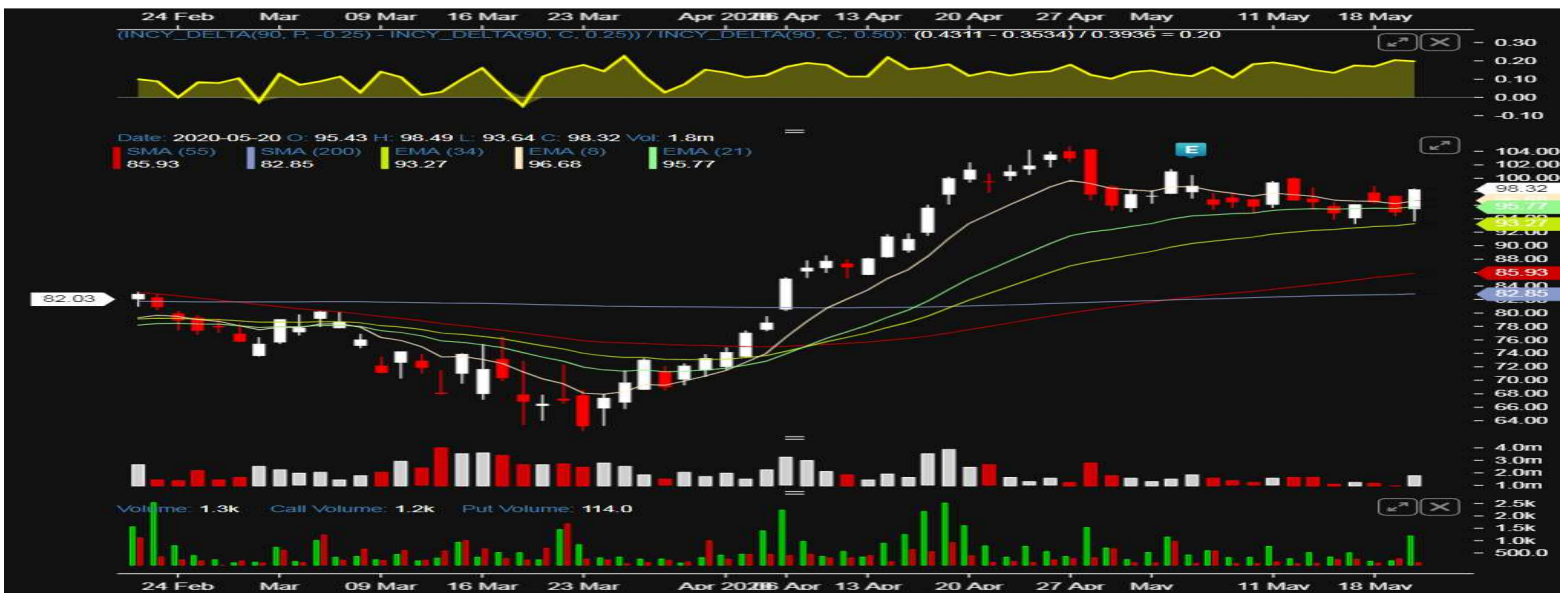 24 Feb Mar 09 Mar 16 Mar 23 Mar Apr 2020 06 Apr 13 Apr 20 Apr 27 Apr May 11 May 18 May
(INCY_DELTA(90, P, -0.25) - INCY_DELTA(90, C, 0.25)) / INCY_DELTA(90, C, 0.50): (0.4311 - 0.3534) / 0.3936 = 0.20
0.30
0.20
0.10
0.00
-0.10
Date: 2020-05-20 O: 95.43 H: 98.49 L: 93.64 C: 98.32 Vol: 1.8m
SMA (55) SMA (200) EMA (34) EMA (8) EMA (21)
85.93 82.85 93.27 96.68 95.77
E
104.00
102.00
100.00
98.32
95.77
93.27
92.00
90.00
88.00
85.93
84.00
82.85
82.03
80.00
78.00
76.00
74.00
72.00
70.00
68.00
66.00
64.00
4.0m
3.0m
2.0m
1.0m
Volume: 1.3k Call Volume: 1.2k Put Volume: 114.0
2.5k
2.0k
1.5k
1.0k
500.0
24 Feb Mar 09 Mar 16 Mar 23 Mar Apr 2020 06 Apr 13 Apr 20 Apr 27 Apr May 11 May 18 May